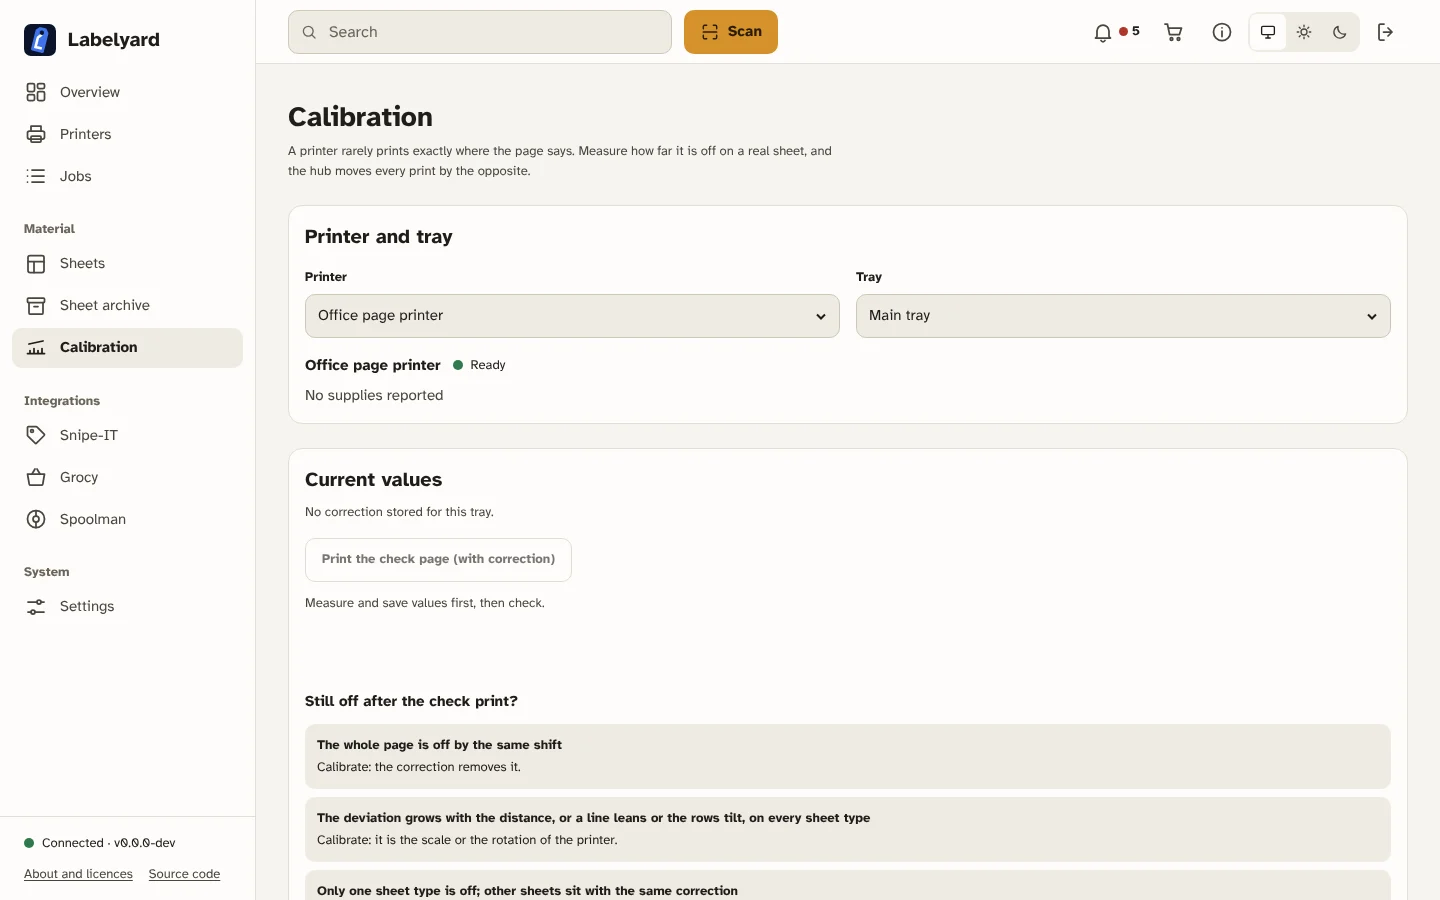 Labelyard
Overview
Printers
Jobs
Material
Sheets
Sheet archive
Calibration
Integrations
Snipe-IT
Grocy
Spoolman
System
Settings
Connected · v0.0.0-dev
About and licences
Source code
Search
Scan
5
Calibration
A printer rarely prints exactly where the page says. Measure how far it is off on a real sheet, and
the hub moves every print by the opposite.
Printer and tray
Printer
Tray
Office page printer
Main tray
Office page printer
Ready
No supplies reported
Current values
No correction stored for this tray.
Print the check page (with correction)
Measure and save values first, then check.
Still off after the check print?
The whole page is off by the same shift
Calibrate: the correction removes it.
The deviation grows with the distance, or a line leans or the rows tilt, on every sheet type
Calibrate: it is the scale or the rotation of the printer.
Only one sheet type is off; other sheets sit with the same correction